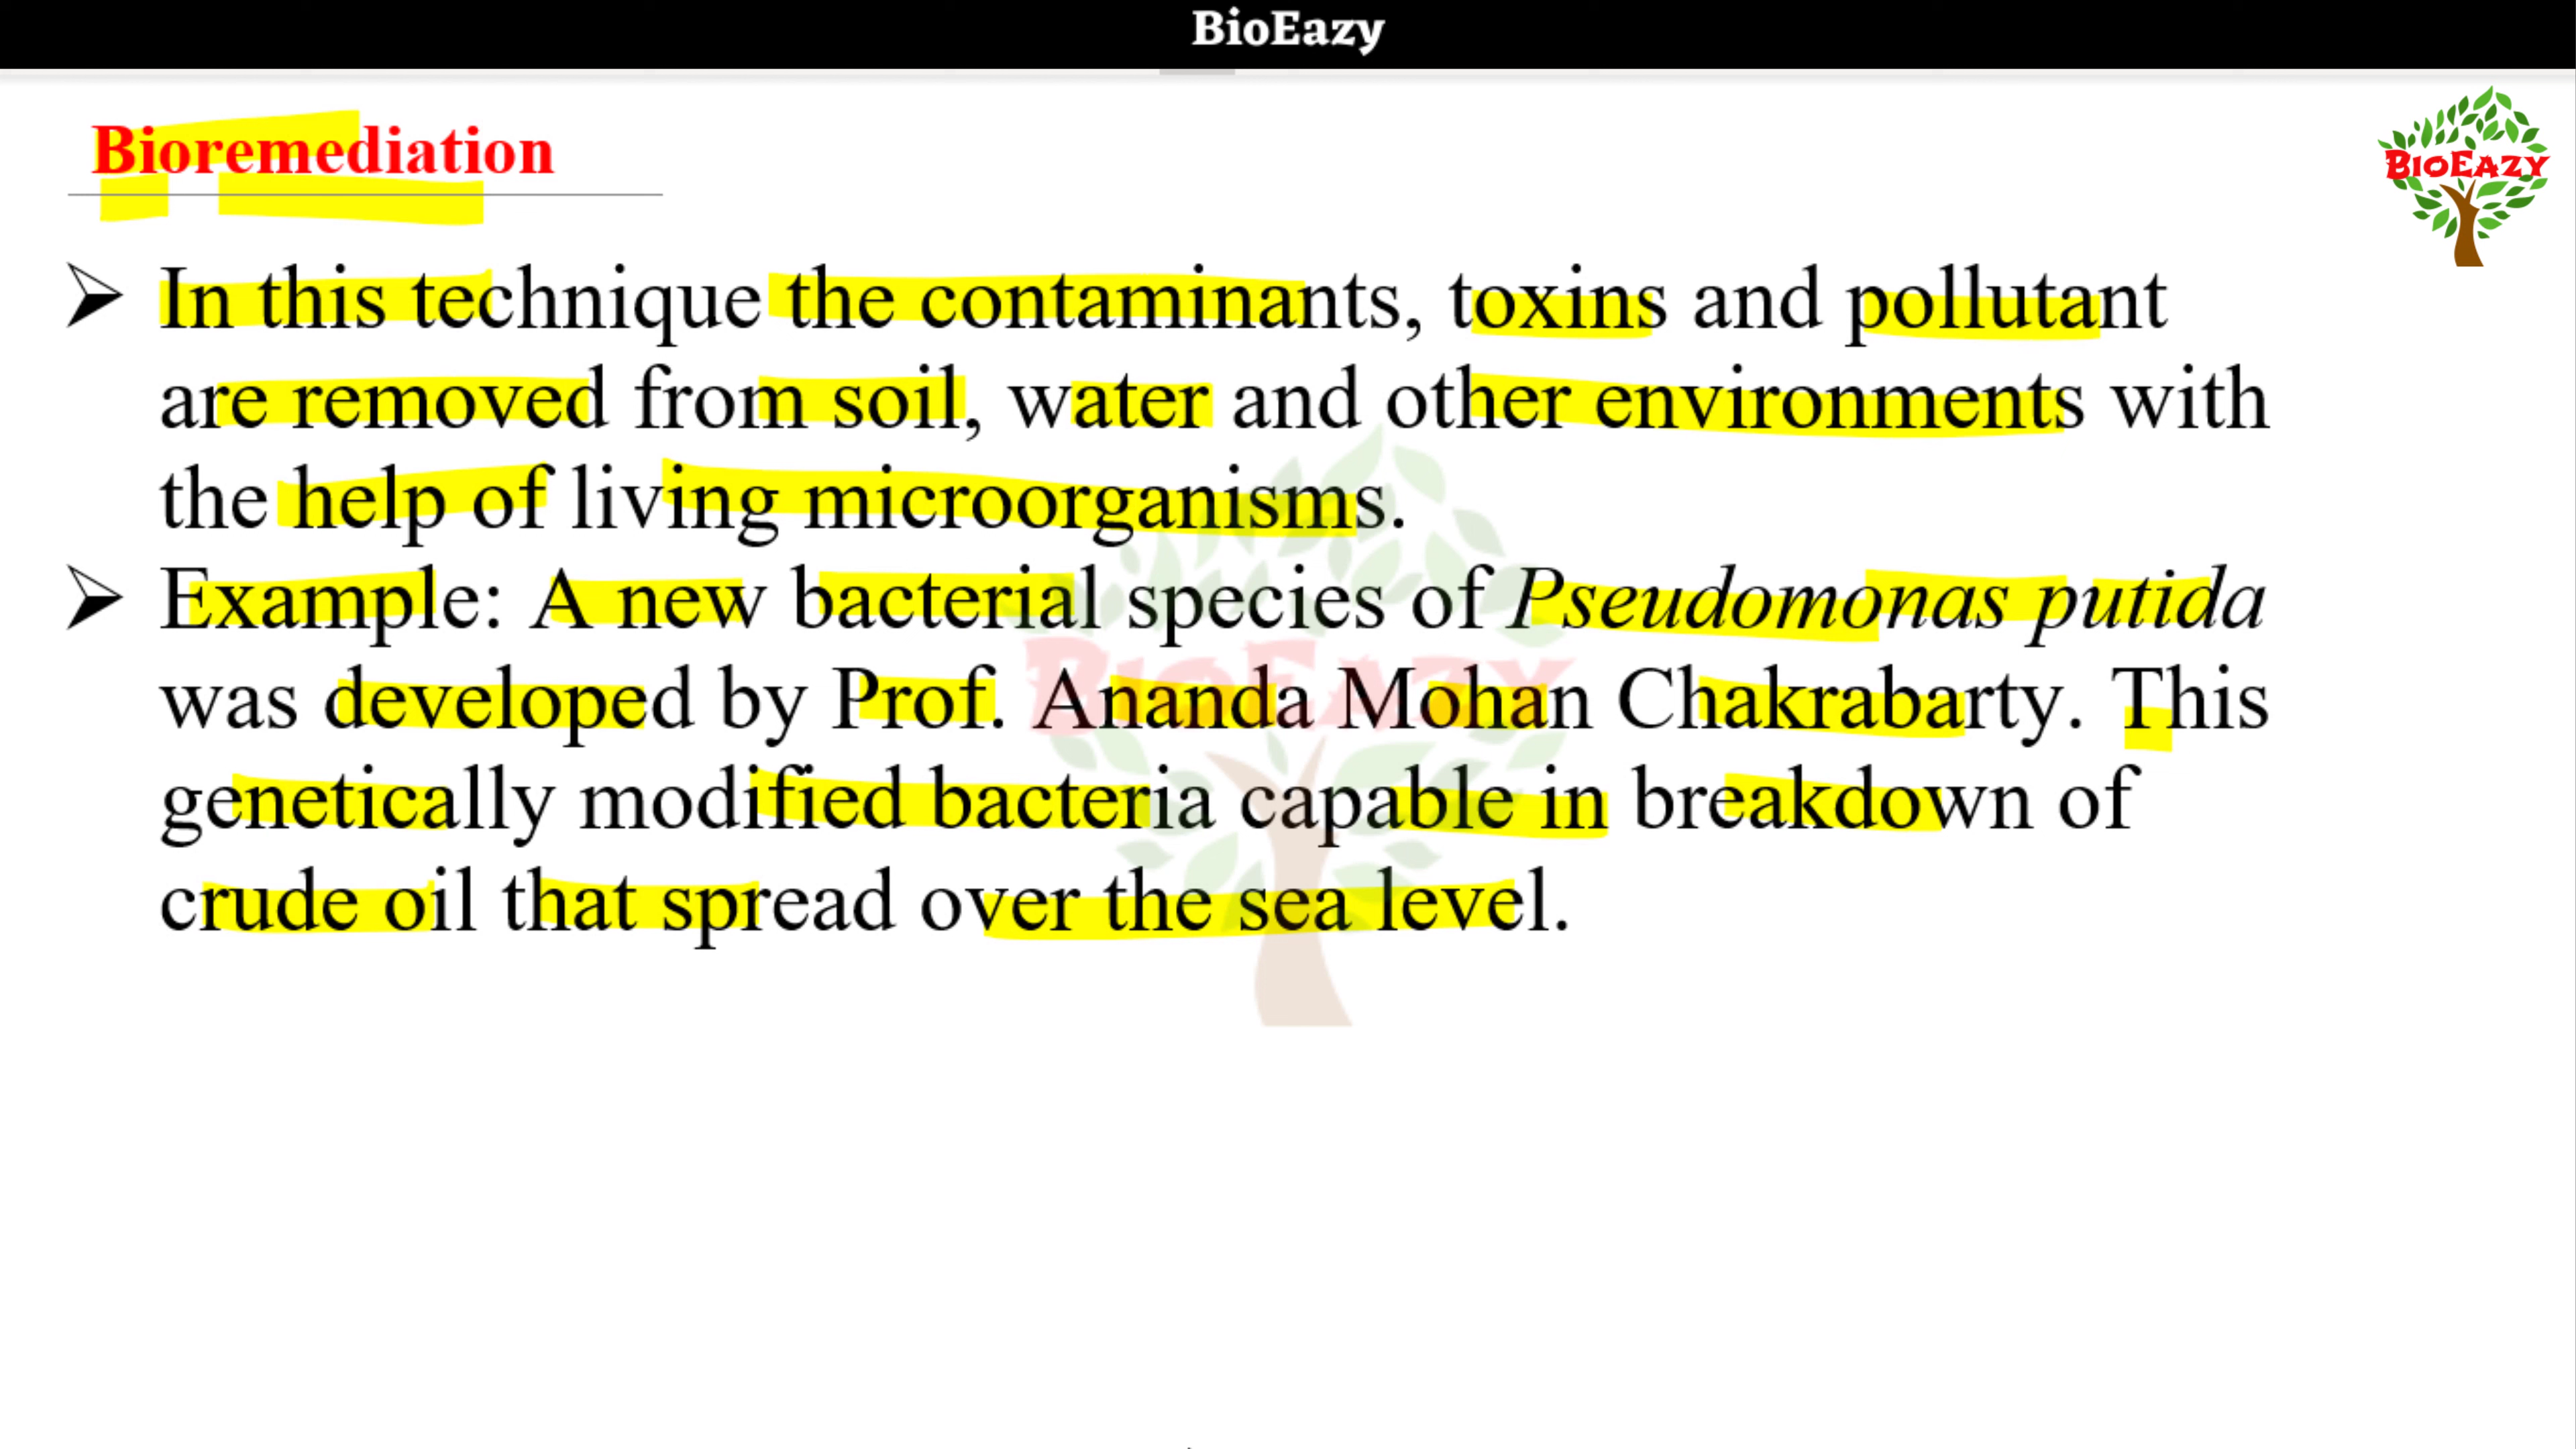 BioEazy
Bioremediation
BIOEAZY
➢ In this technique the contaminants, toxins and pollutant
are removed from soil, water and other environments with
the help of living microorganisms.
➢ Example: A new bacterial species of Pseudomonas putida
was developed by Prof. Ananda Mohan Chakrabarty. This
genetically modified bacteria capable in breakdown of
crude oil that spread over the sea level.
BIOEAZY